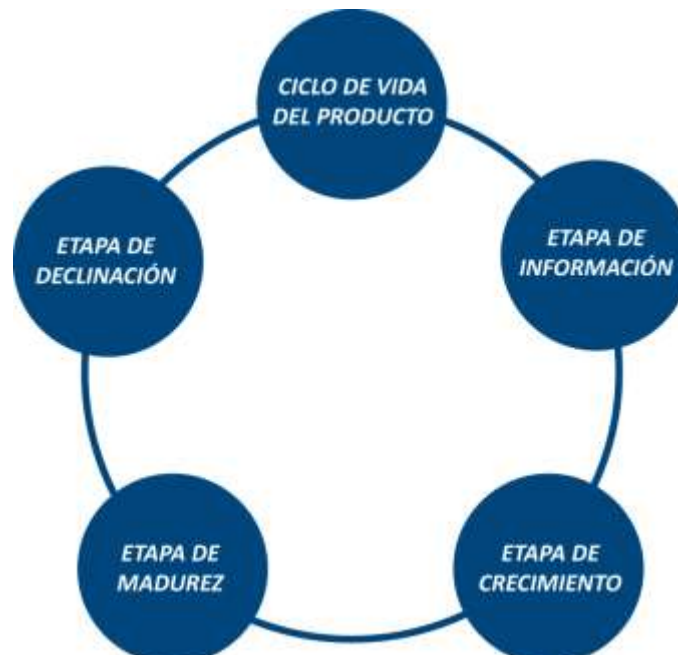 CICLO DE VIDA
DEL PRODUCTO
ETAPA DE
INFORMACIÓN
ETAPA DE
CRECIMIENTO
ETAPA DE
MADUREZ
ETAPA DE
DECLINACIÓN